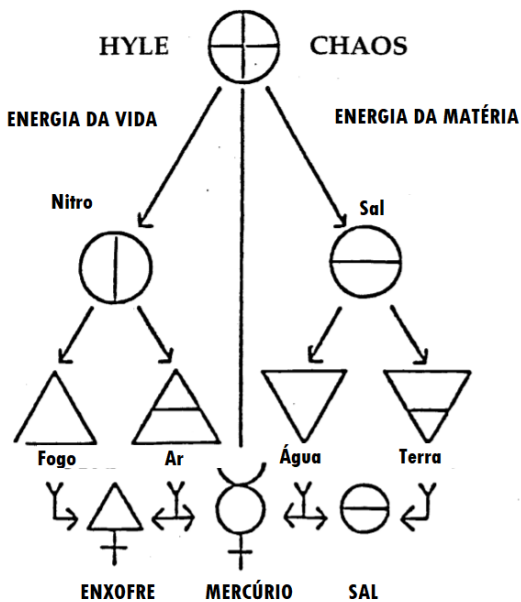 HYLE CHAOS
ENERGIA DA VIDA ENERGIA DA MATÉRIA
Nitro Sal
Fogo Ar Água Terra
ENXOFRE MERCÚRIO SAL